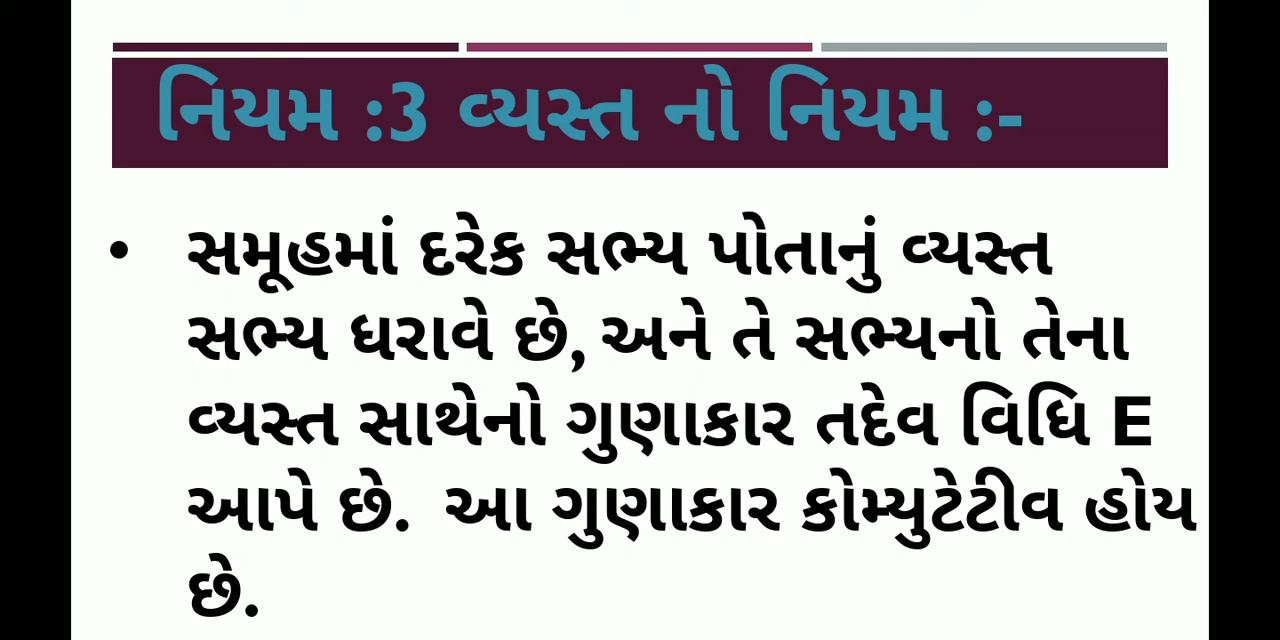 નિયમ :3 વ્યસ્ત નો નિયમ :-
• સમૂહમાં દરેક સભ્ય પોતાનું વ્યસ્ત
સભ્ય ધરાવે છે, અને તે સભ્યનો તેના
વ્યસ્ત સાથેનો ગુણાકાર તદેવ વિધિ E
આપે છે. આ ગુણાકાર કોમ્યુટેટીવ હોય
છે.